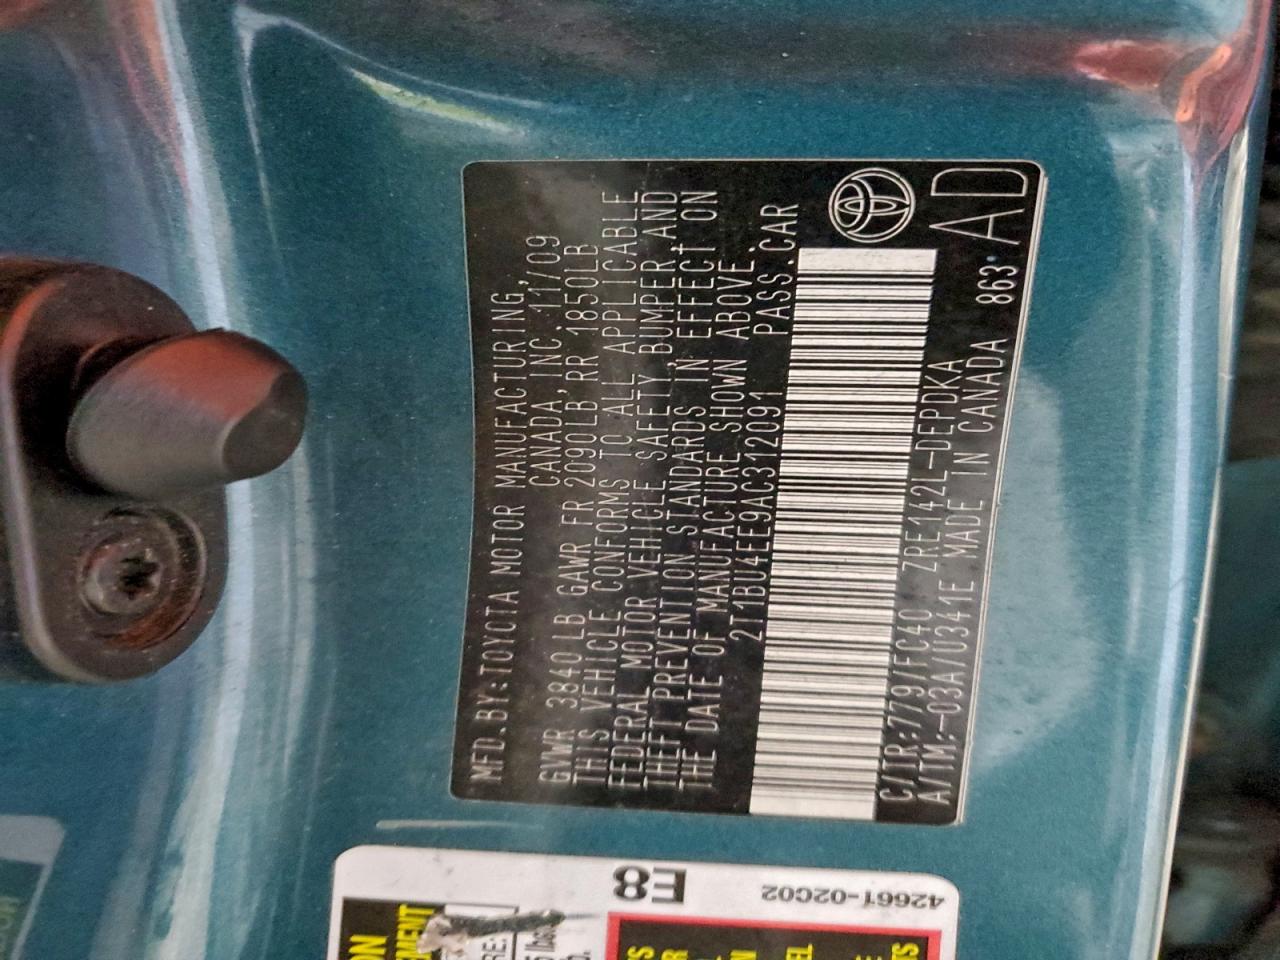 MFD.BY:TOYOTA MOTOR MANUFACTURING,
CANADA,INC. 11/09
GVWR 3840LB GAWR FR 2090LB RR 1850LB
THIS VEHICLE CONFORMS TO ALL APPLICABLE
FEDERAL MOTOR VEHICLE SAFETY,BUMPER,AND
THEFT PREVENTION STANDARDS IN EFFECT ON
THE DATE OF MANUFACTURE SHOWN ABOVE.
2T1BU4EE9AC312091 PASS.CAR
C/TR:779/FC40 ZRE142L-DEPDKA
A/TM:-03A/U341E MADE IN CANADA 863
AD
E8
42661-02C02